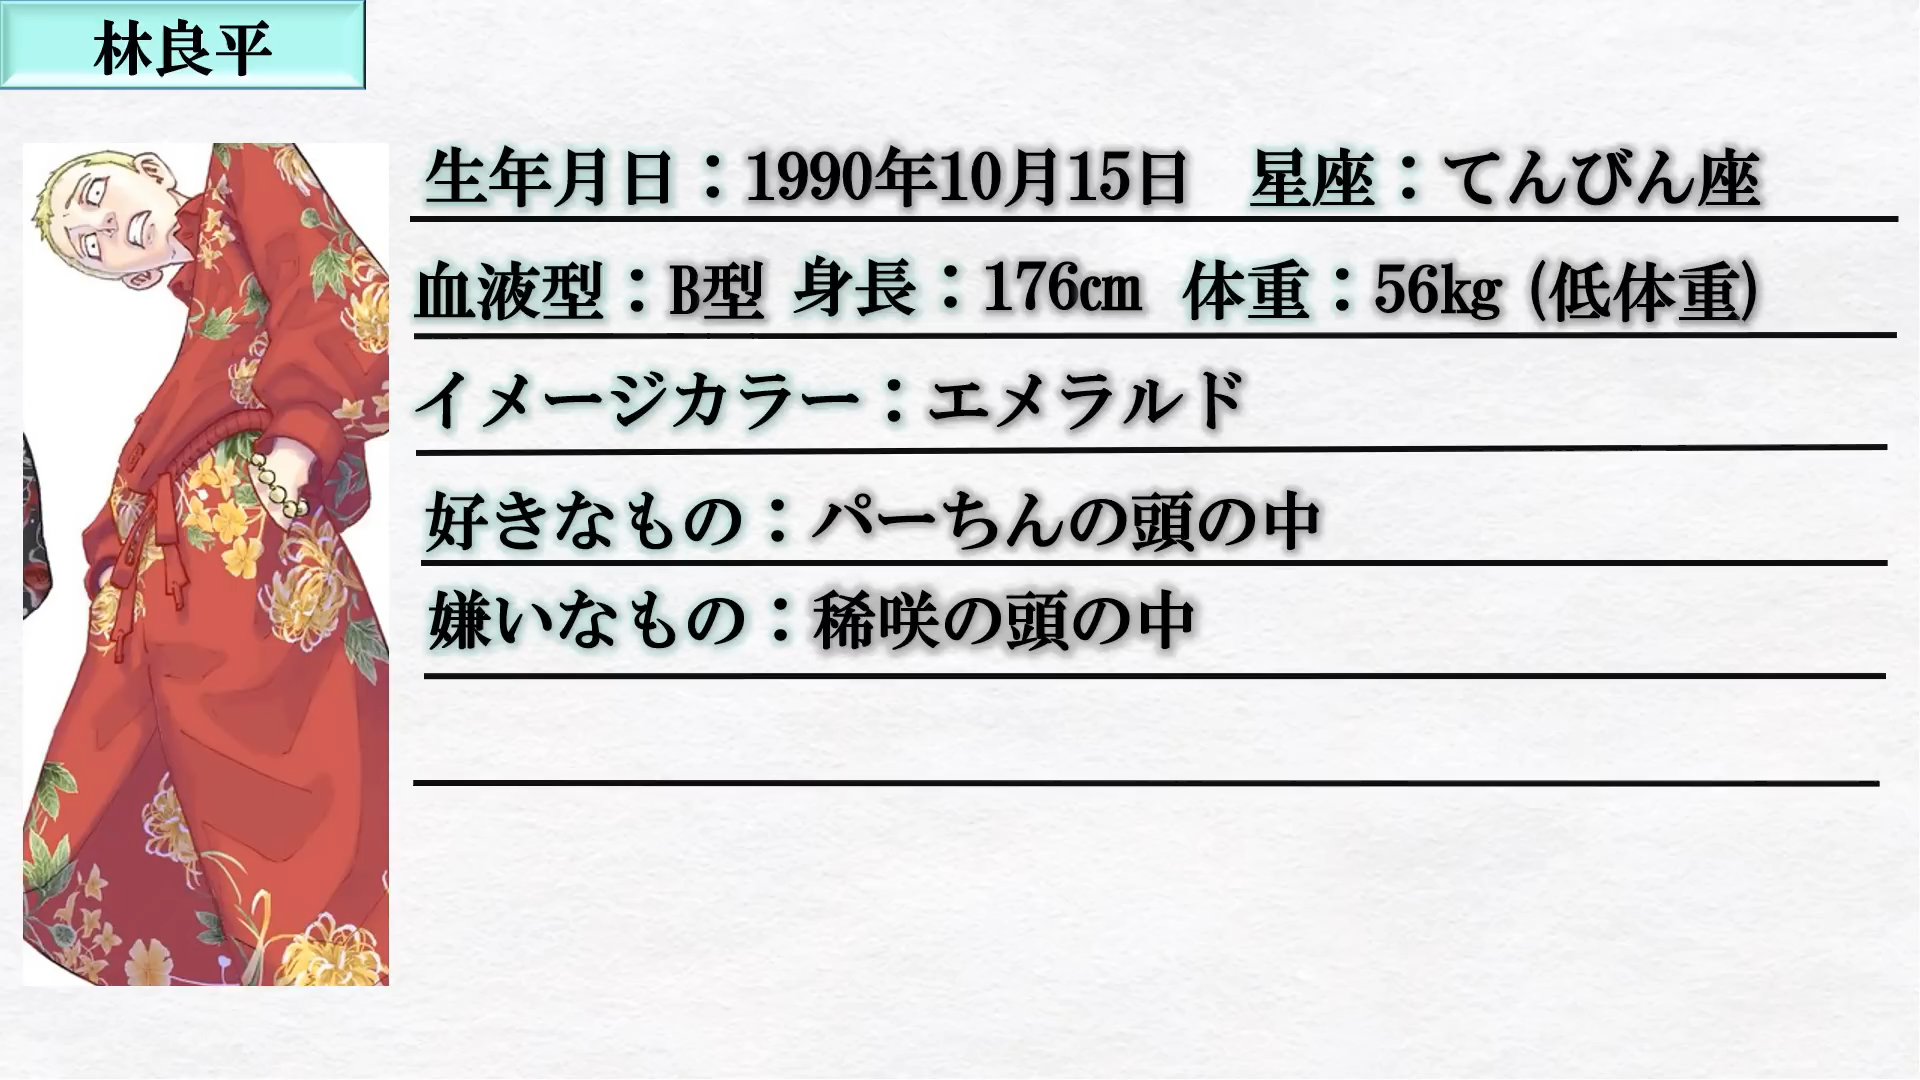 林良平
生年月日：1990年10月15日　星座：てんびん座
血液型：B型 身長：176㎝ 体重：56㎏ (低体重)
イメージカラー：エメラルド
好きなもの：パーちんの頭の中
嫌いなもの：稀咲の頭の中